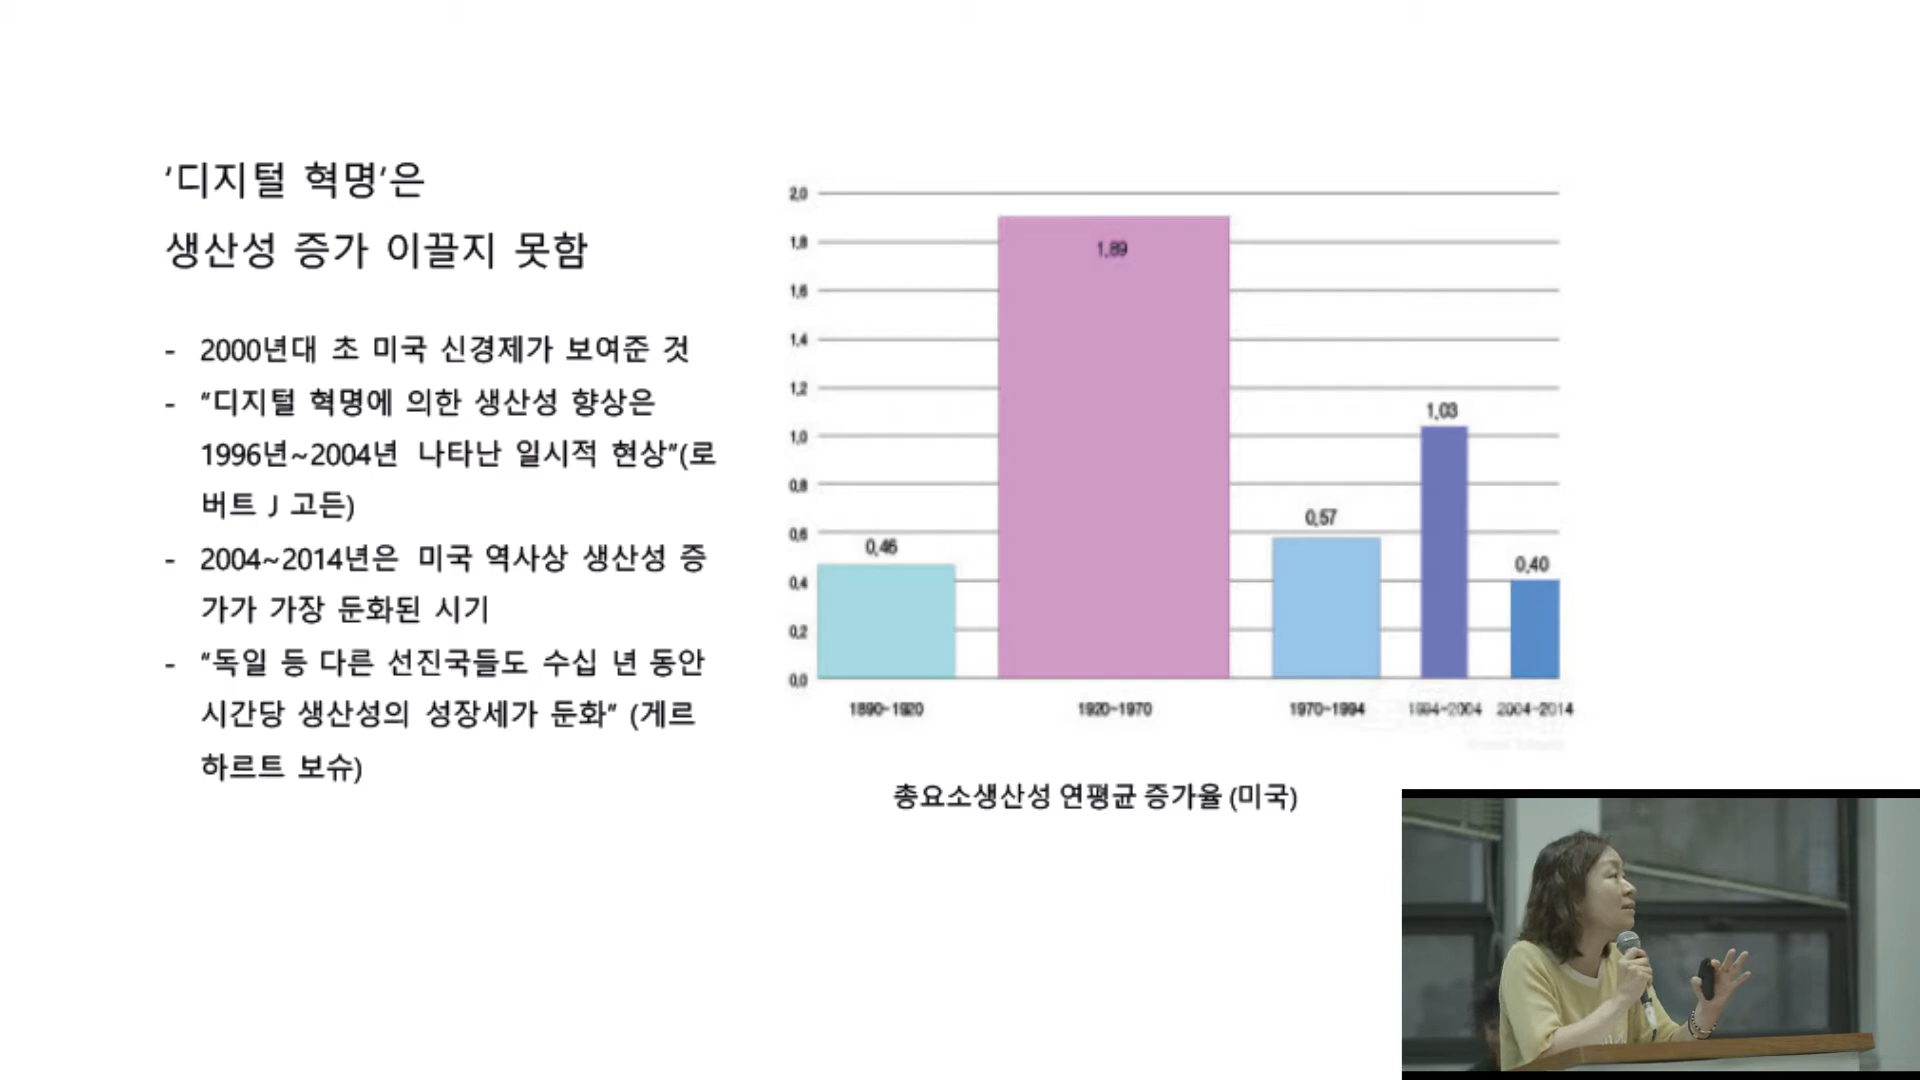 ‘디지털 혁명’은
생산성 증가 이끌지 못함
- 2000년대 초 미국 신경제가 보여준 것
- “디지털 혁명에 의한 생산성 향상은
1996년~2004년 나타난 일시적 현상”(로
버트 J 고든)
- 2004~2014년은 미국 역사상 생산성 증
가가 가장 둔화된 시기
- “독일 등 다른 선진국들도 수십 년 동안
시간당 생산성의 성장세가 둔화” (게르
하르트 보슈)
2,0
1,8
1,6
1,4
1,2
1,0
0,8
0,6
0,4
0,2
0,0
0,46
1,89
0,57
1,03
0,40
1890~1920
1920~1970
1970~1994
1994~2004
2004~2014
총요소생산성 연평균 증가율 (미국)